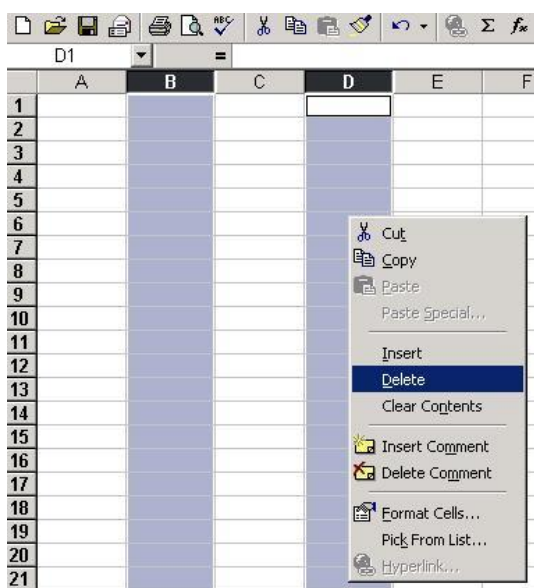 ABC
Σ fx
D1 =
A B C D E F
1
2
3
4
5
6
7
8
9
10
11
12
13
14
15
16
17
18
19
20
21
Cut
Copy
Paste
Paste Special...
Insert
Delete
Clear Contents
Insert Comment
Delete Comment
Format Cells...
Pick From List...
Hyperlink...